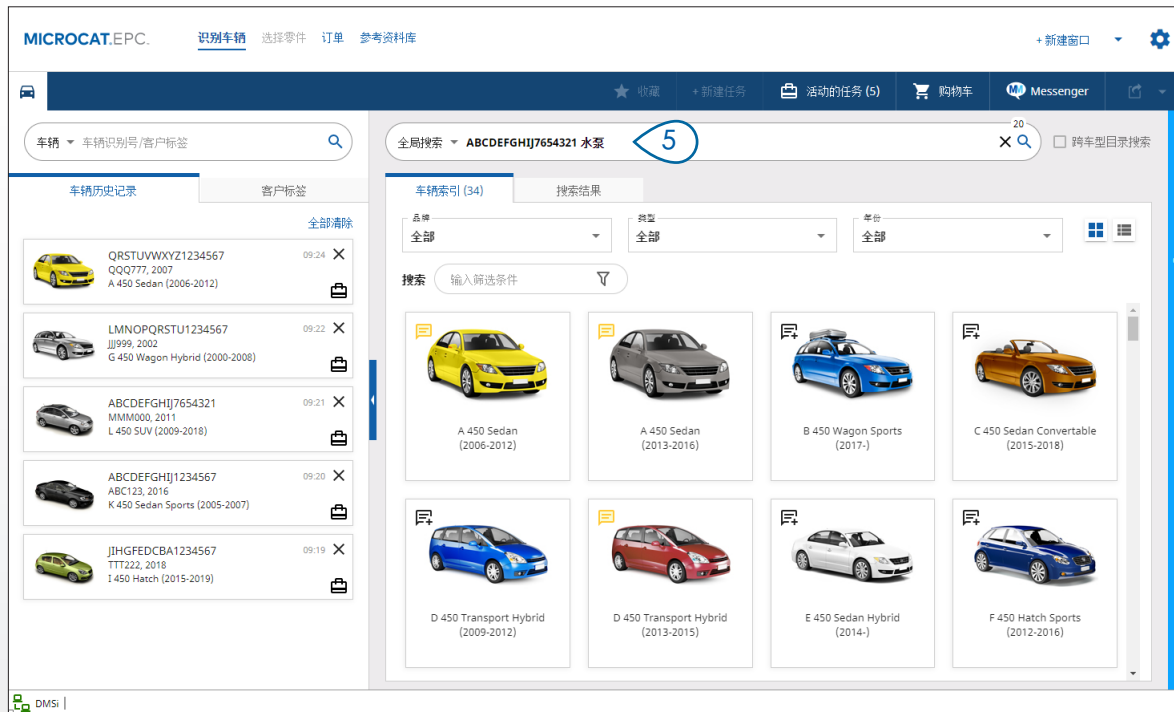 MICROCAT.EPC. 识别车辆 选择零件 订单 参考资料库 + 新建窗口
收藏 + 新建任务 活动的任务 (5) 购物车 Messenger
车辆 车辆识别号/客户标签
全局搜索 ABCDEFGHIJ7654321 水泵 5 20 跨车型目录搜索
车辆历史记录 客户标签
全部清除
QRSTUVWXYZ1234567 09:24
QQQ777, 2007
A 450 Sedan (2006-2012)
LMNOPQRSTU1234567 09:22
JJJ999, 2002
G 450 Wagon Hybrid (2000-2008)
ABCDEFGHIJ7654321 09:21
MMM000, 2011
L 450 SUV (2009-2018)
ABCDEFGHIJ1234567 09:20
ABC123, 2016
K 450 Sedan Sports (2005-2007)
JIHGFEDCBA1234567 09:19
TTT222, 2018
I 450 Hatch (2015-2019)
车辆索引 (34) 搜索结果
品牌 类型 年份
全部 全部 全部
搜索 输入筛选条件
A 450 Sedan
(2006-2012)
A 450 Sedan
(2013-2016)
B 450 Wagon Sports
(2017-)
C 450 Sedan Convertable
(2015-2018)
D 450 Transport Hybrid
(2009-2012)
D 450 Transport Hybrid
(2013-2015)
E 450 Sedan Hybrid
(2014-)
F 450 Hatch Sports
(2012-2016)
DMSi